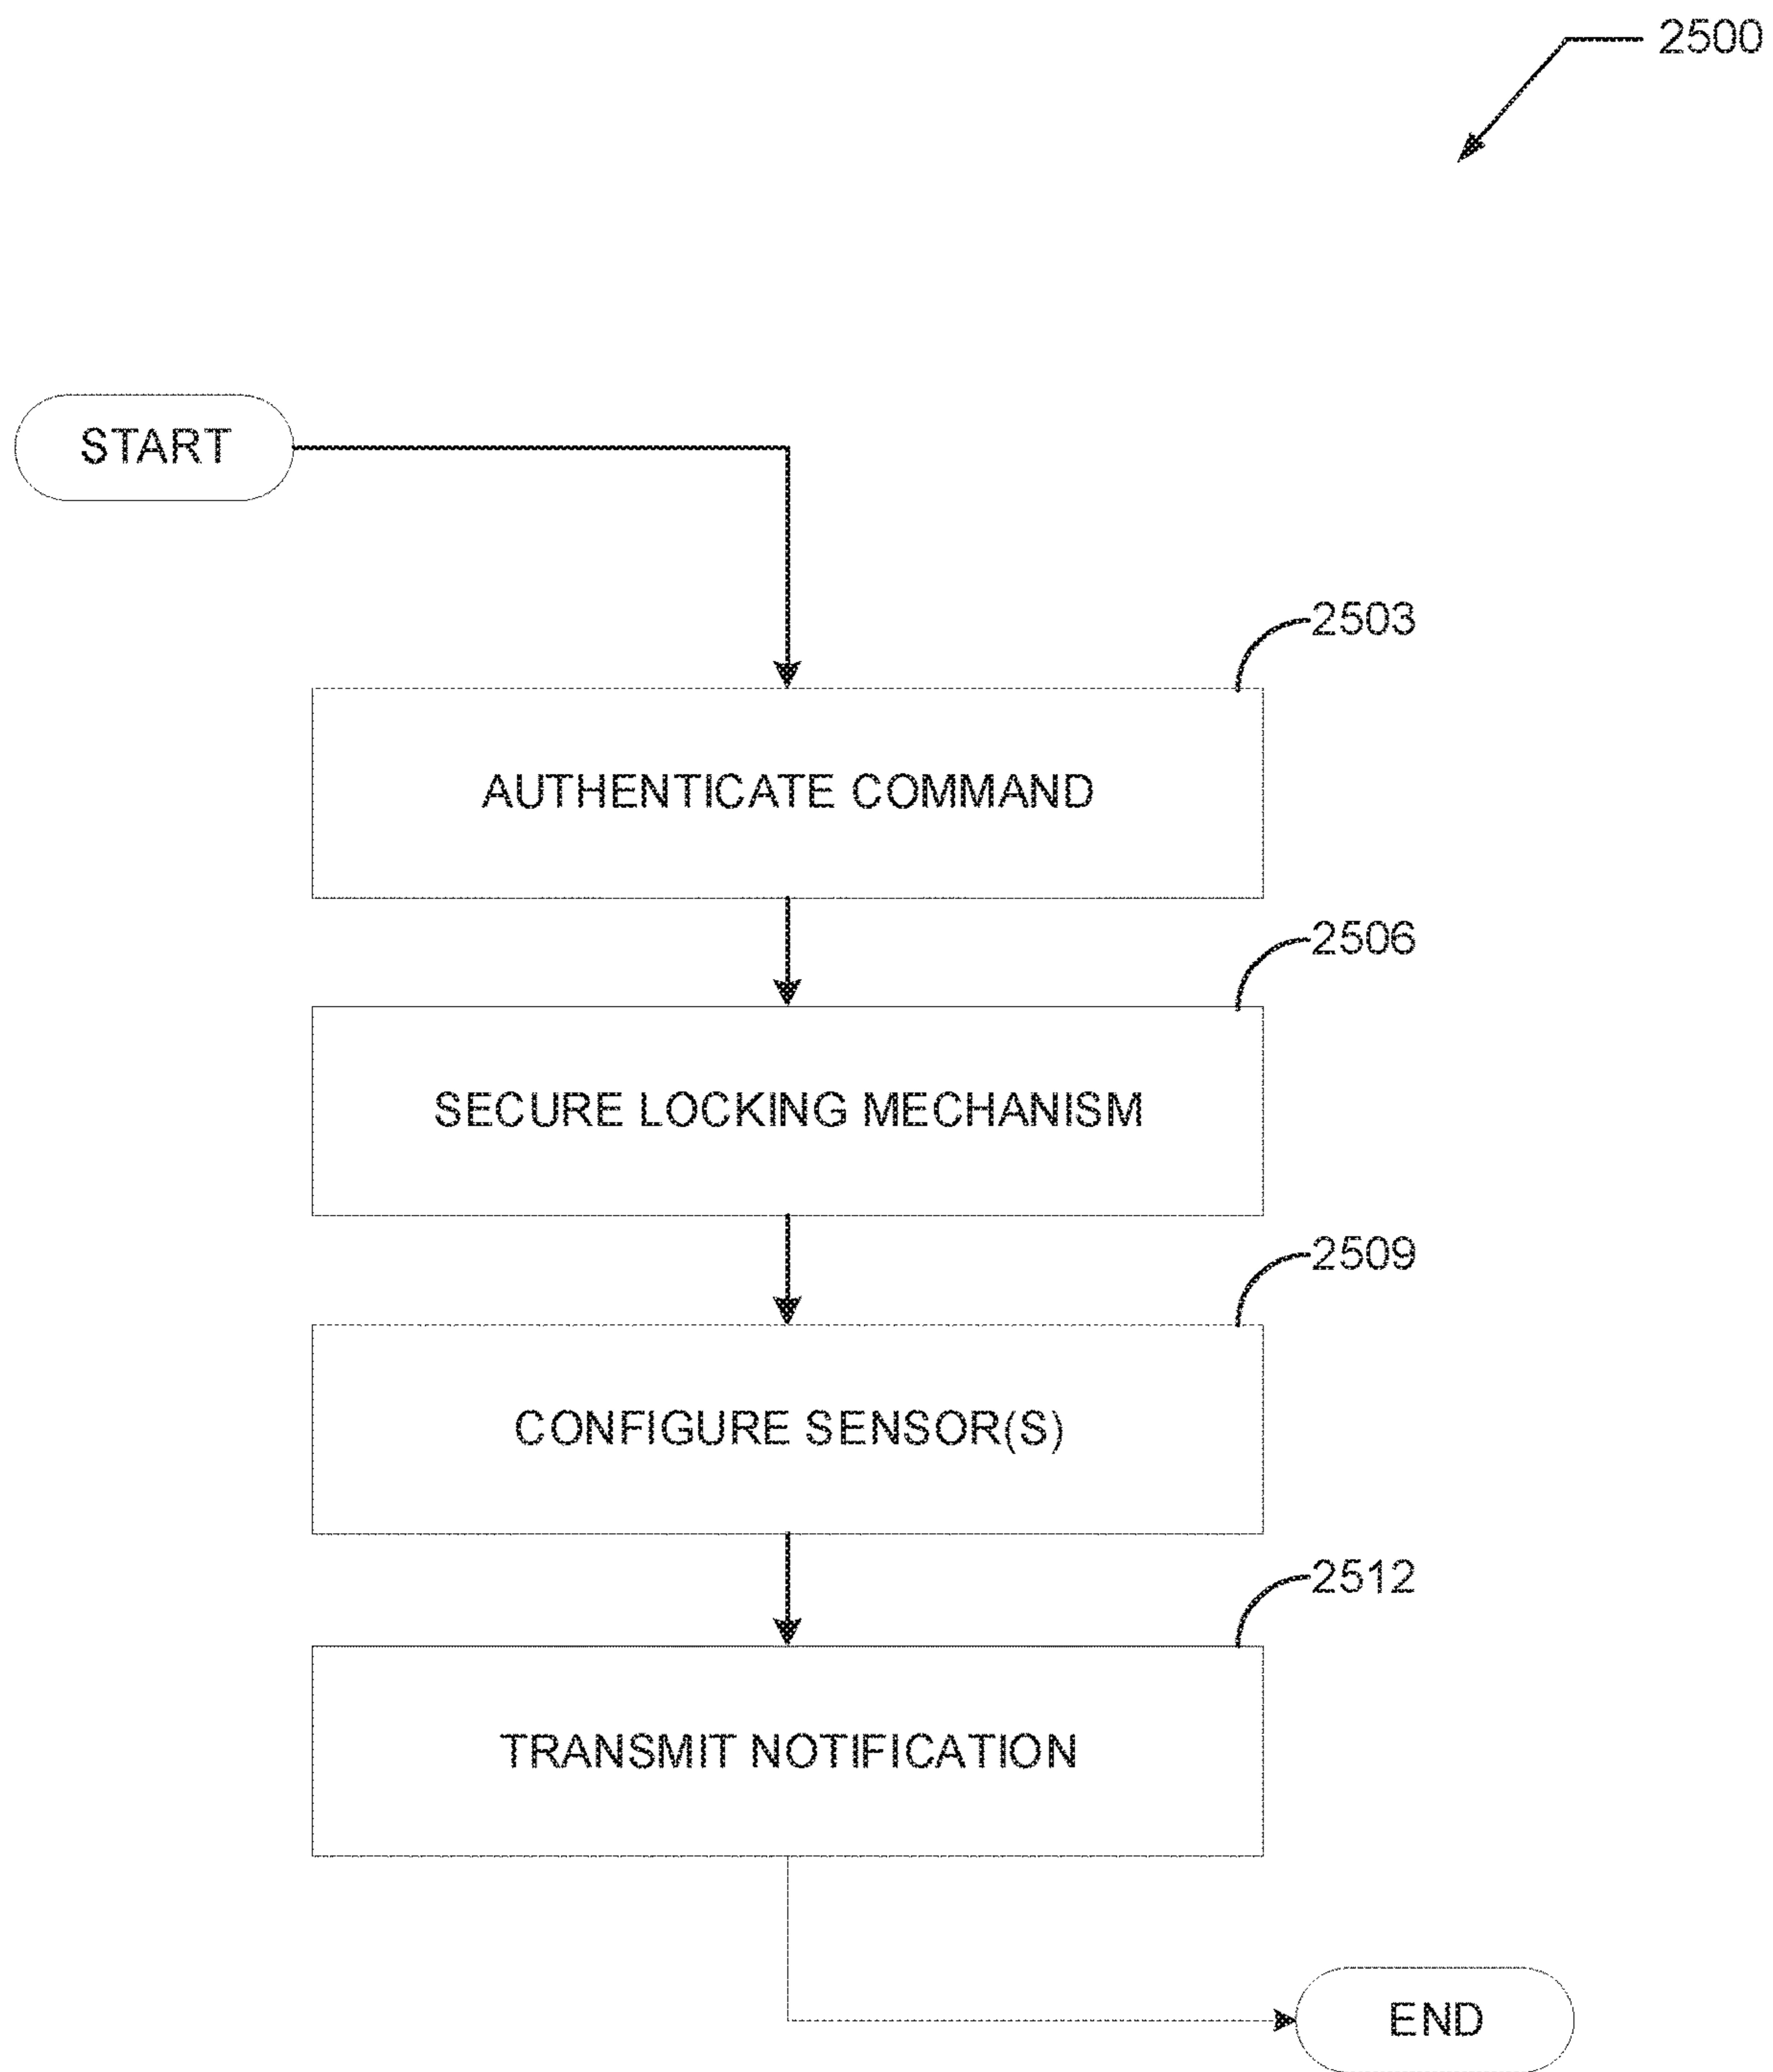 2500
START
2503
AUTHENTICATE COMMAND
2506
SECURE LOCKING MECHANISM
2509
CONFIGURE SENSOR(S)
2512
TRANSMIT NOTIFICATION
END